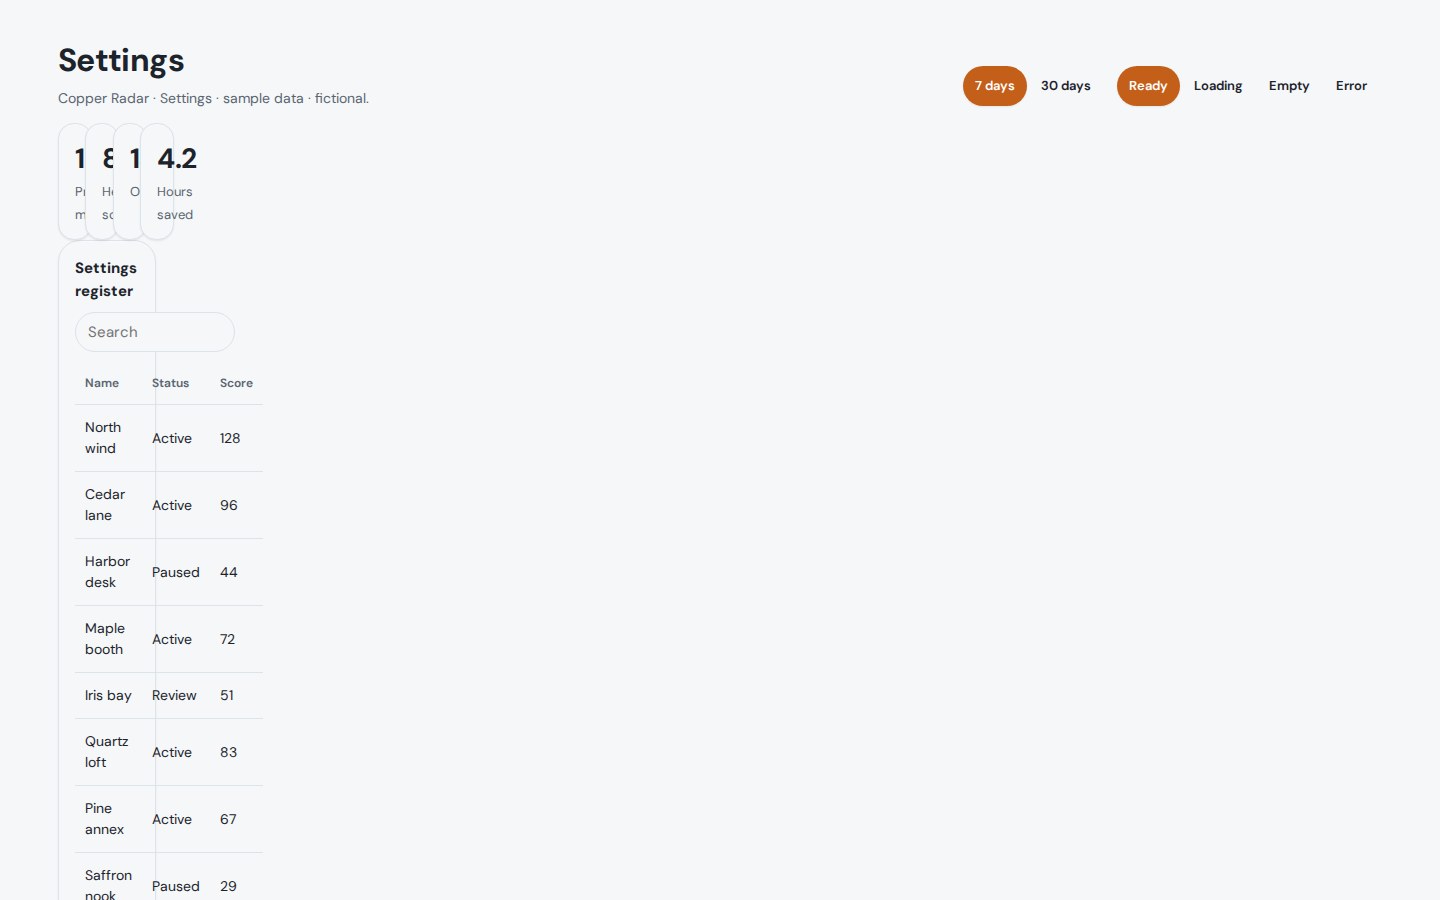 Settings
Copper Radar · Settings · sample data · fictional.
7 days 30 days Ready Loading Empty Error
4.2
Hours
saved
Settings
register
Search
Name Status Score
North
wind
Active 128
Cedar
lane
Active 96
Harbor
desk
Paused 44
Maple
booth
Active 72
Iris bay Review 51
Quartz
loft
Active 83
Pine
annex
Active 67
Saffron
nook
Paused 29